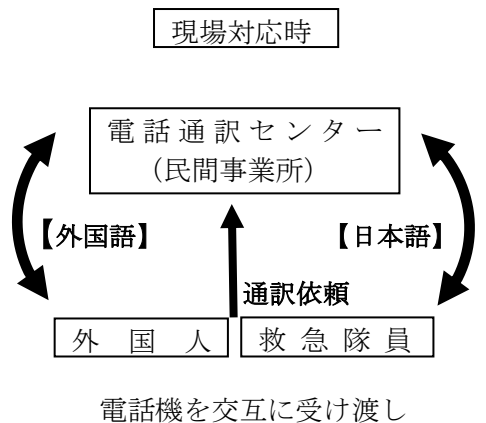 現場対応時
電話通訳センター
（民間事業所）
【外国語】
【日本語】
通訳依頼
外国人
救急隊員
電話機を交互に受け渡し